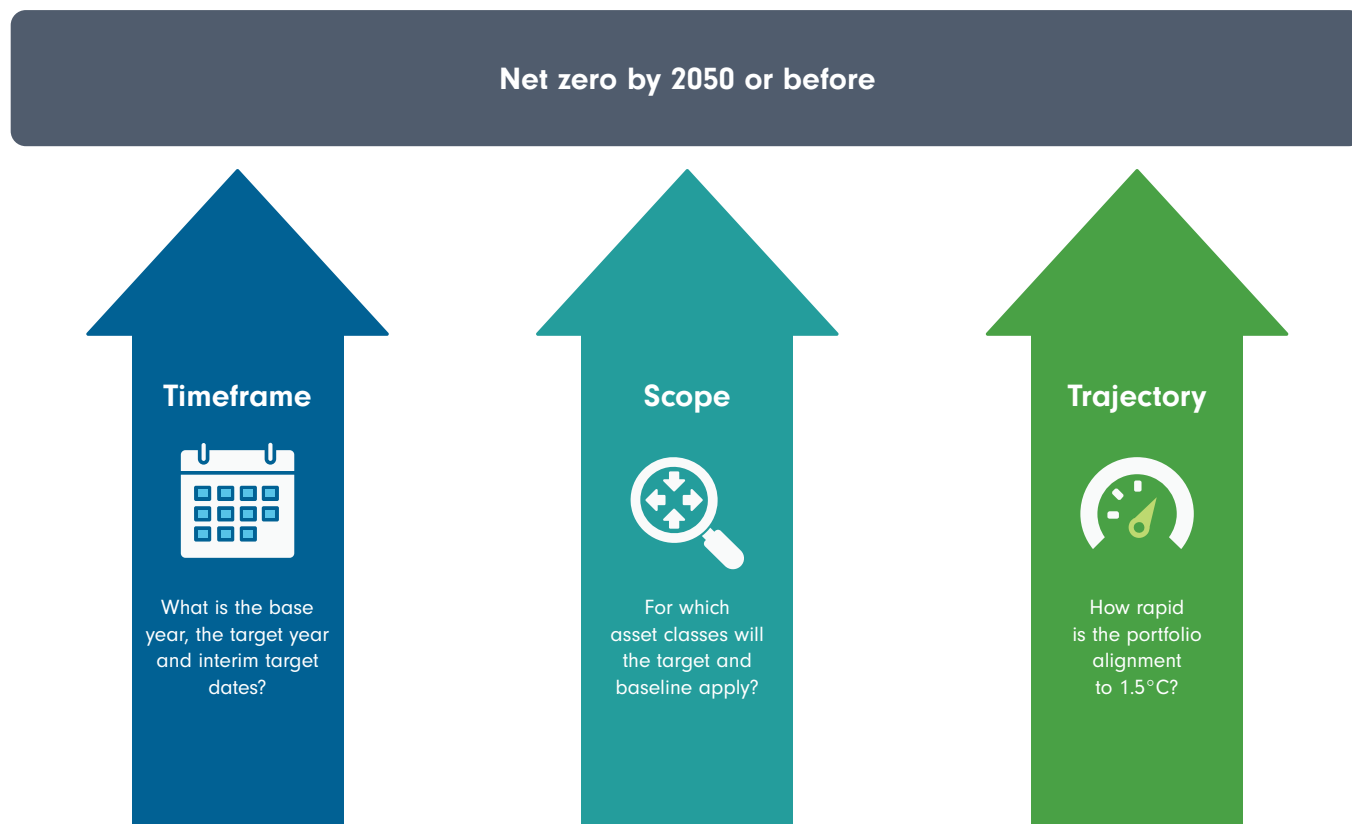 Net zero by 2050 or before
Timeframe
What is the base
year, the target year
and interim target
dates?
Scope
For which
asset classes will
the target and
baseline apply?
Trajectory
How rapid
is the portfolio
alignment
to 1.5°C?